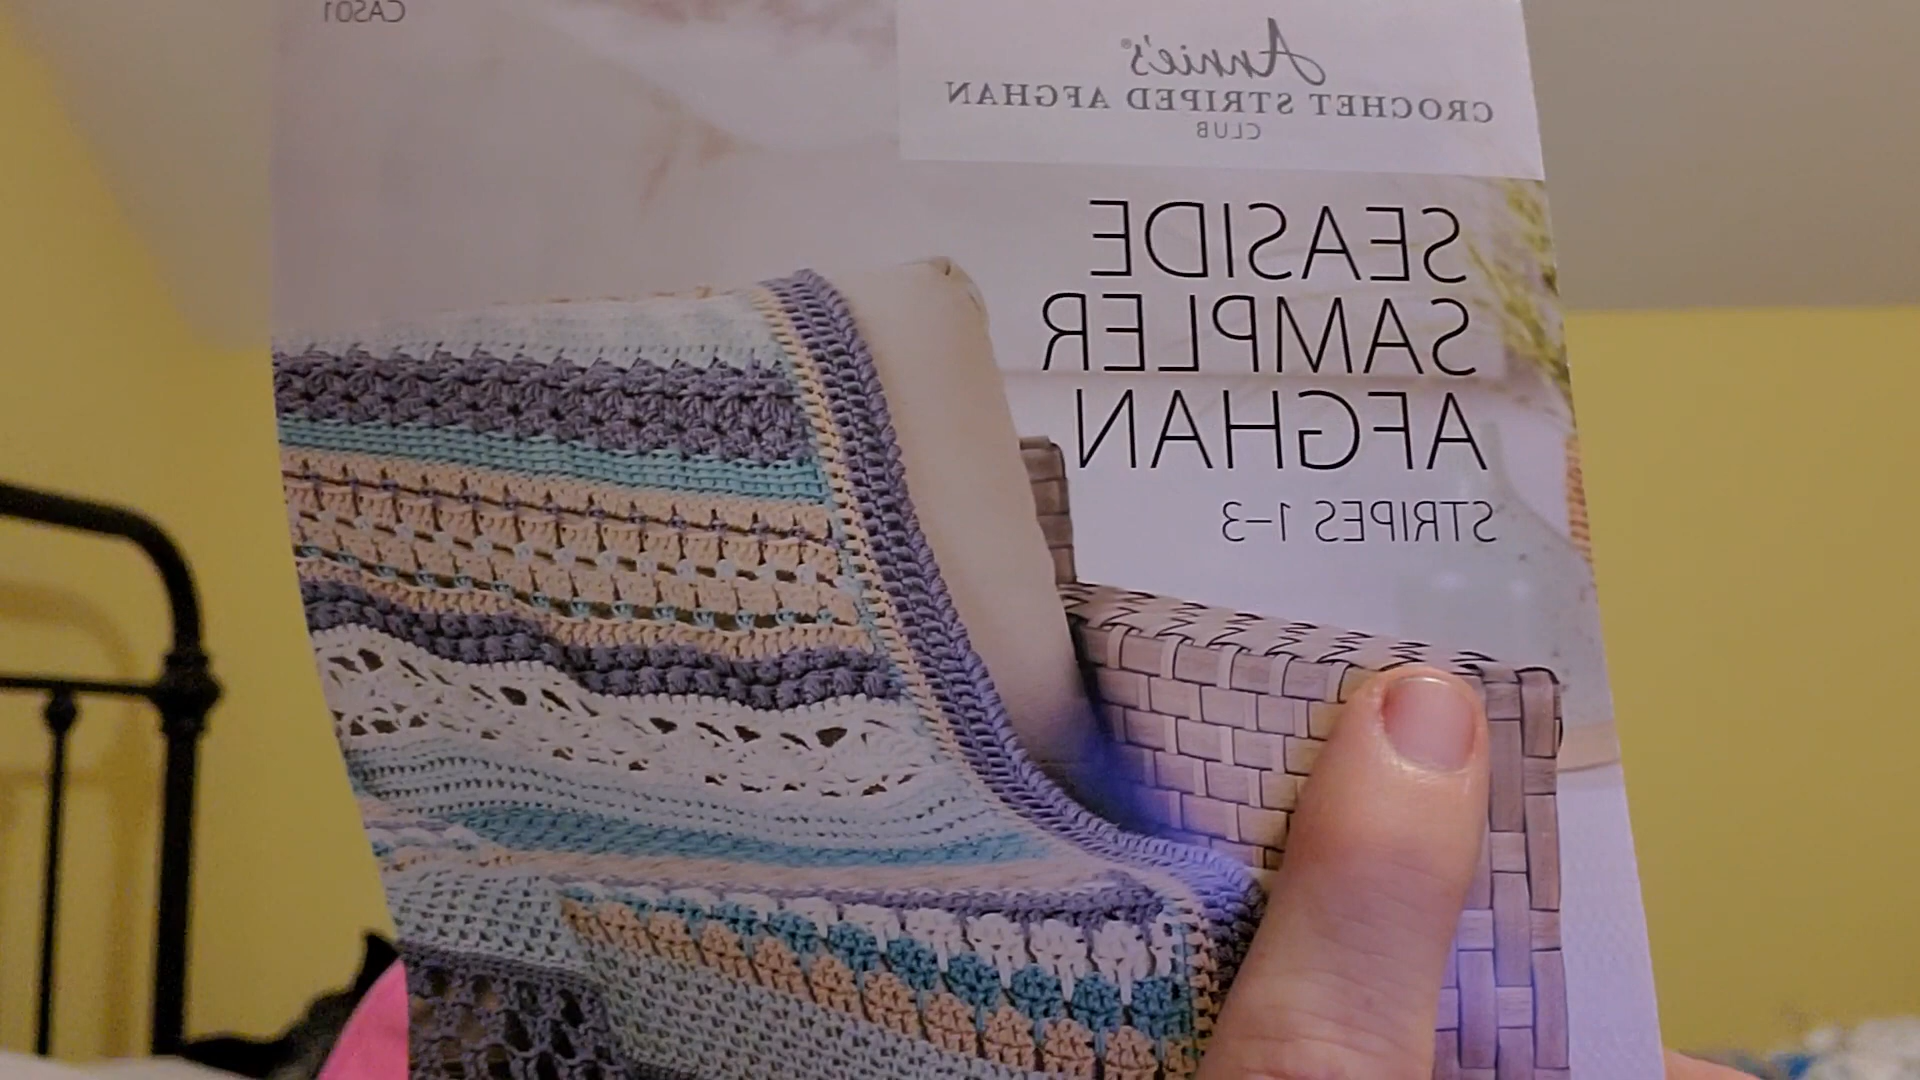 CAS01
Annie's®
CROCHET STRIPED AFGHAN
CLUB
SEASIDE
SAMPLER
AFGHAN
STRIPES 1–3